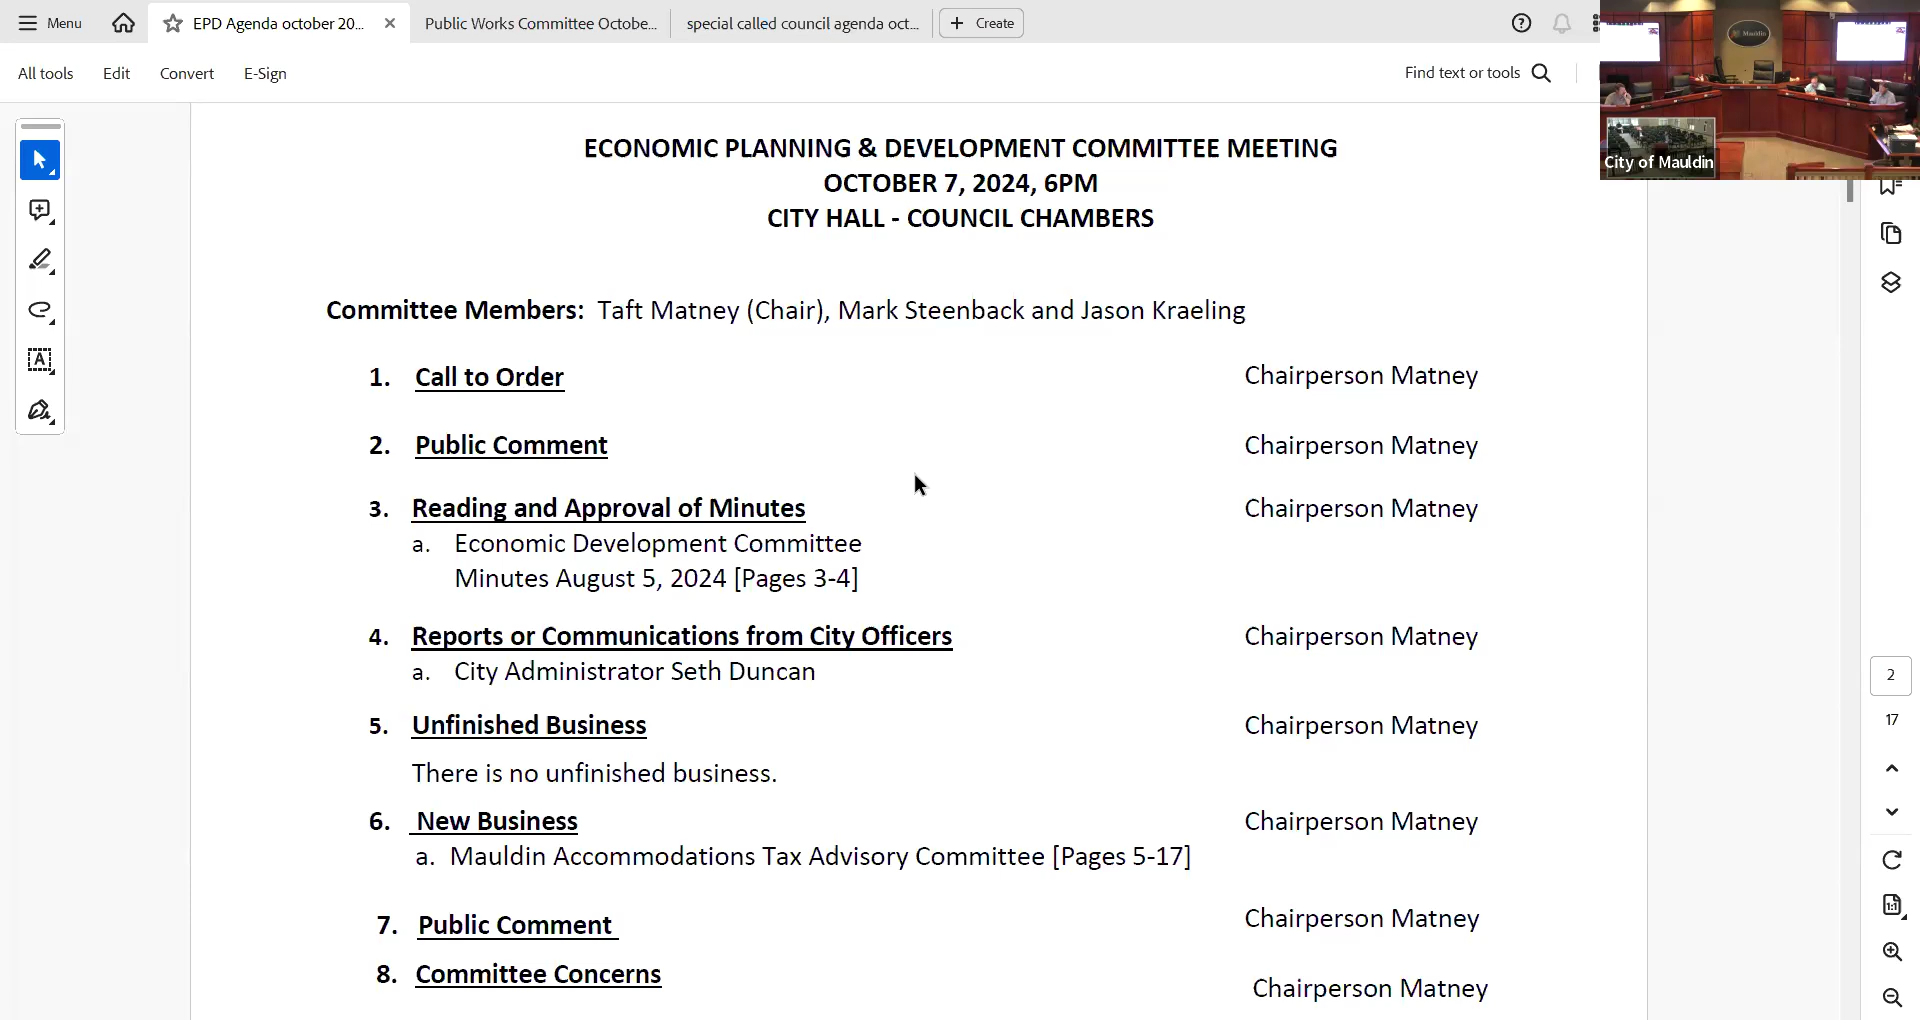 Menu
EPD Agenda october 20...
Public Works Committee Octobe...
special called council agenda oct...
Create
All tools
Edit
Convert
E-Sign
Find text or tools
Mauldin
City of Mauldin
ECONOMIC PLANNING & DEVELOPMENT COMMITTEE MEETING
OCTOBER 7, 2024, 6PM
CITY HALL - COUNCIL CHAMBERS
Committee Members: Taft Matney (Chair), Mark Steenback and Jason Kraeling
1. Call to Order Chairperson Matney
2. Public Comment Chairperson Matney
3. Reading and Approval of Minutes Chairperson Matney
a. Economic Development Committee
Minutes August 5, 2024 [Pages 3-4]
4. Reports or Communications from City Officers Chairperson Matney
a. City Administrator Seth Duncan
5. Unfinished Business Chairperson Matney
There is no unfinished business.
6. New Business Chairperson Matney
a. Mauldin Accommodations Tax Advisory Committee [Pages 5-17]
7. Public Comment Chairperson Matney
8. Committee Concerns Chairperson Matney
2
17
1:1